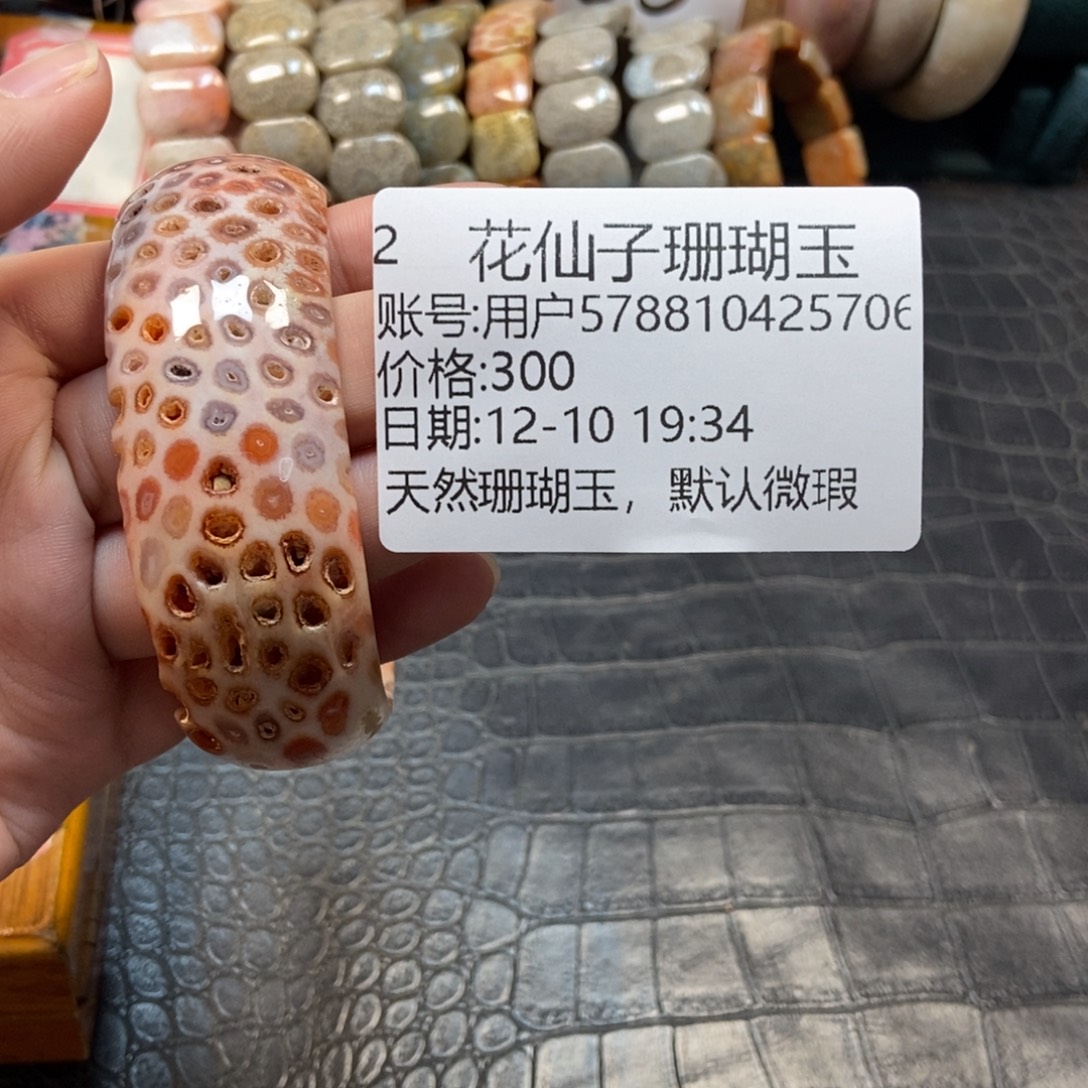 2 花仙子珊瑚玉
账号:用户578810425706
价格:300
日期:12-10 19:34
天然珊瑚玉，默认微瑕